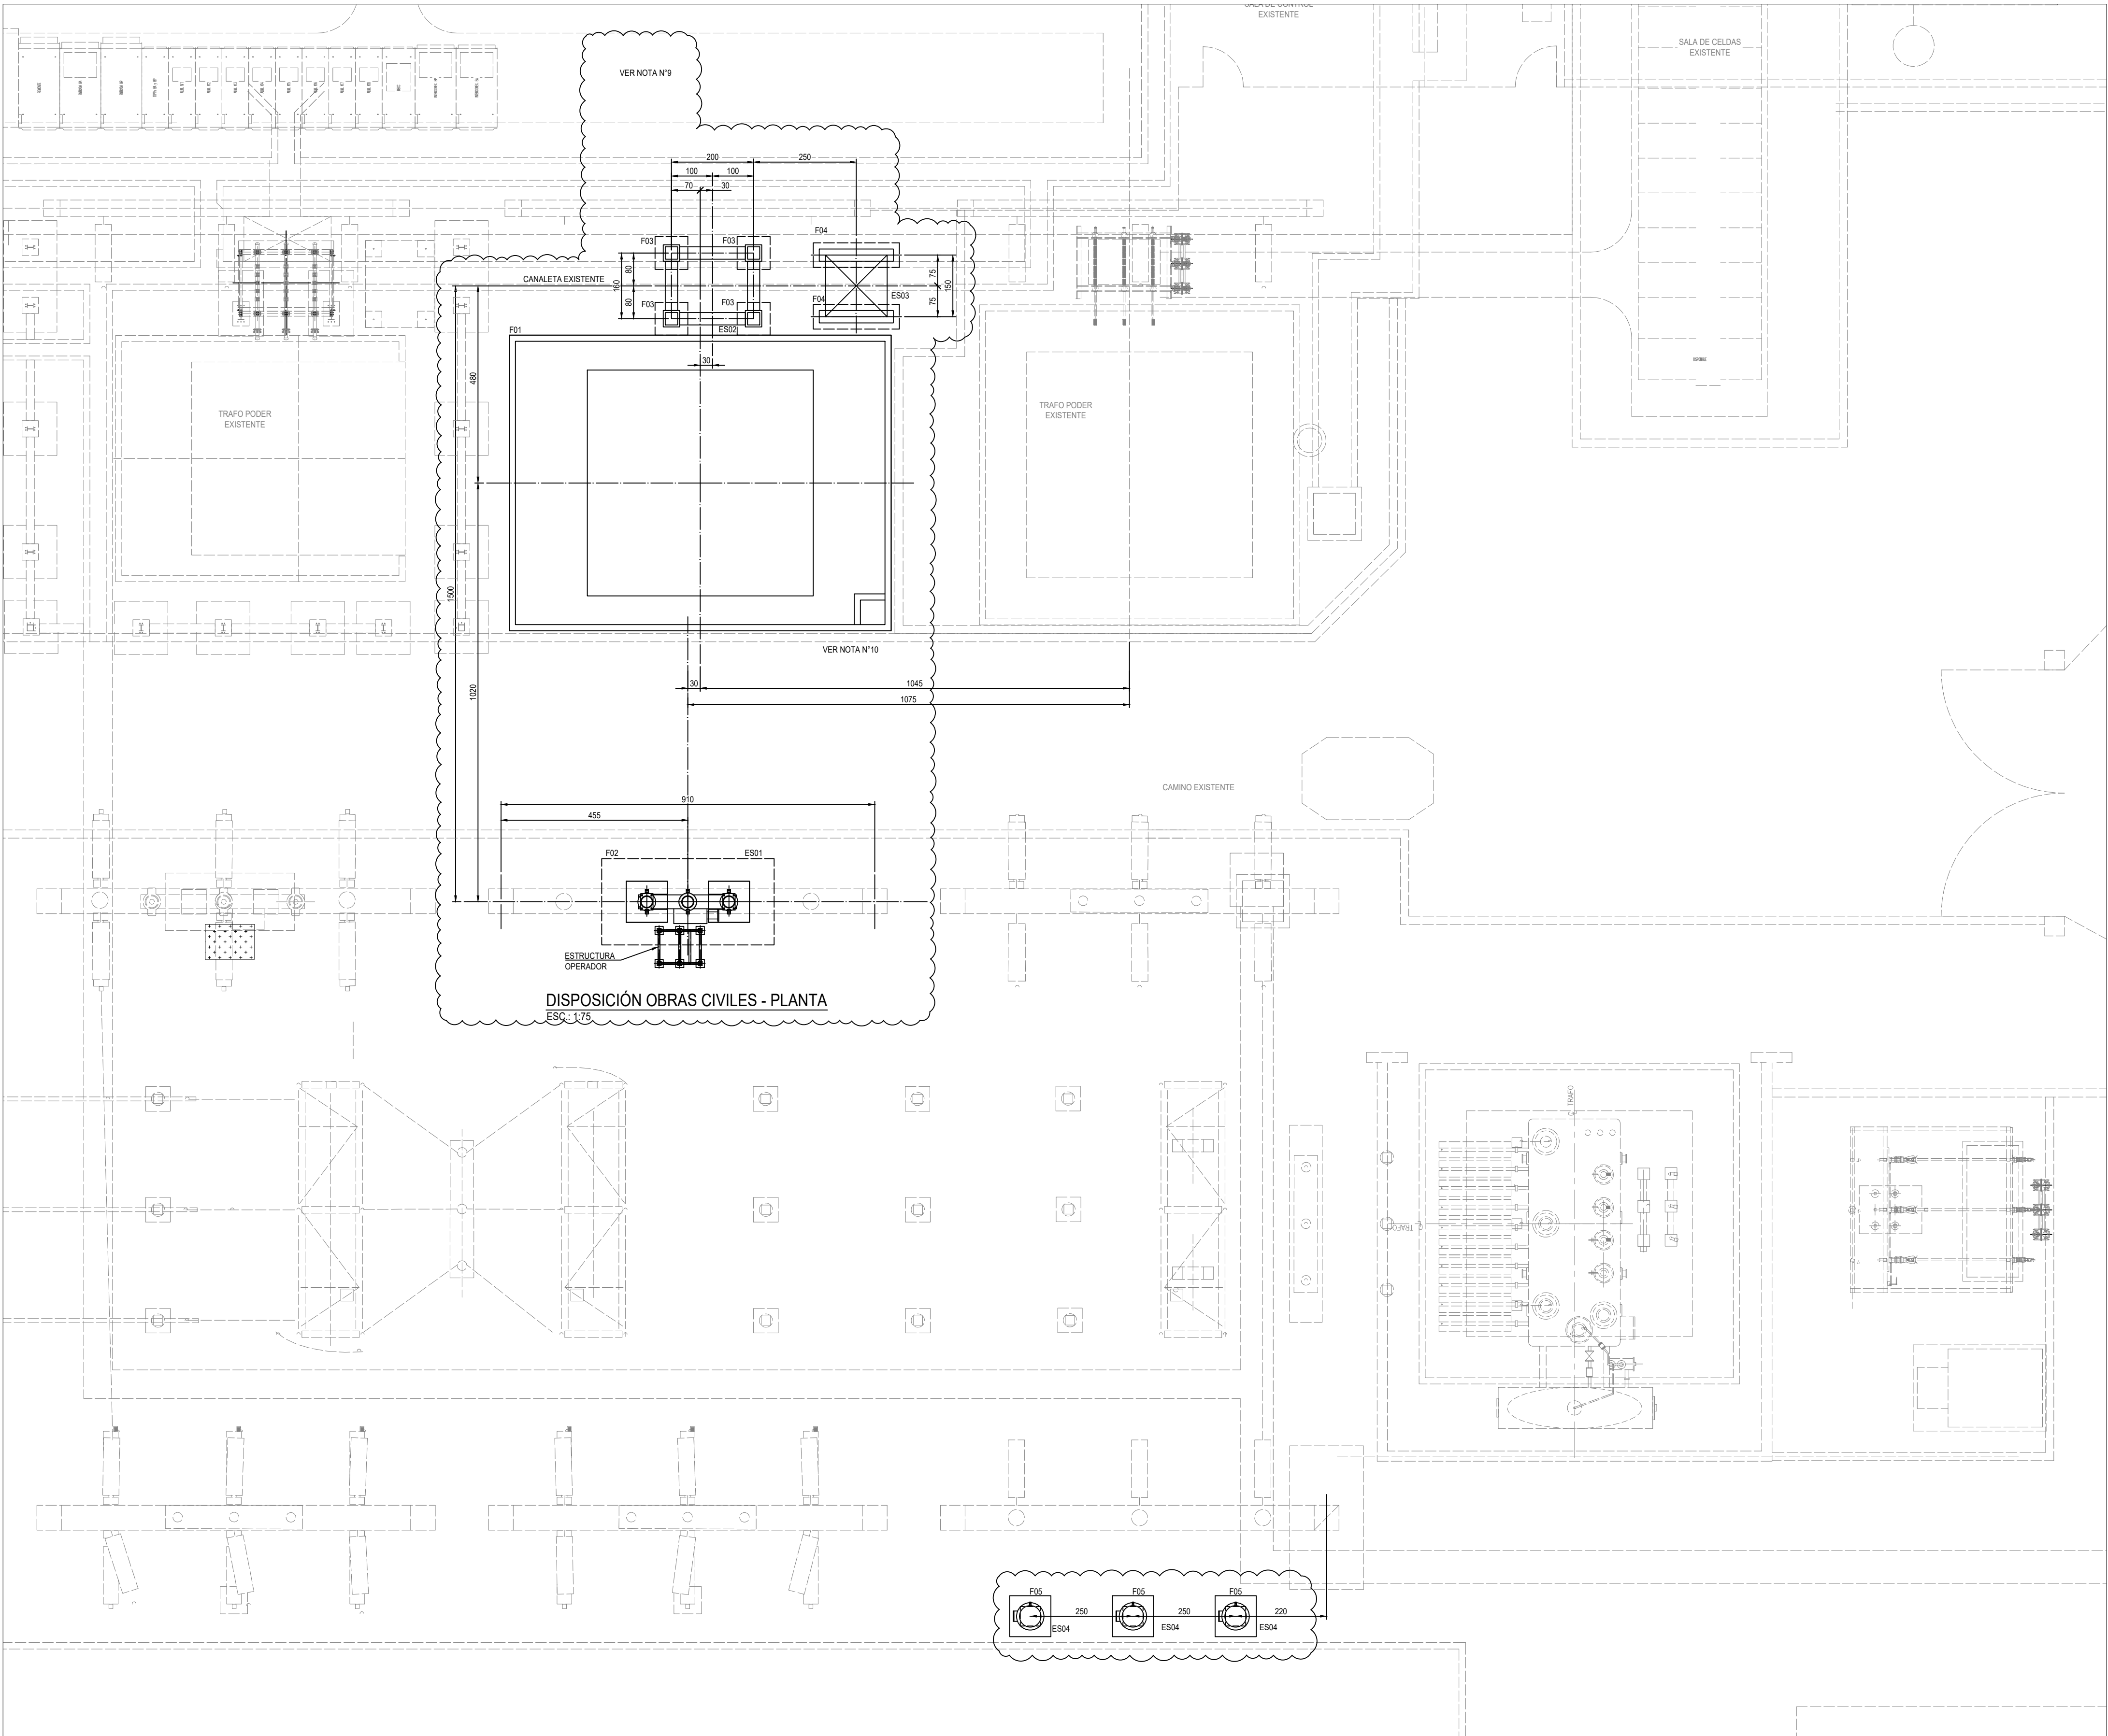 SALA DE CONTROL
EXISTENTE
SALA DE CELDAS
EXISTENTE
VER NOTA N°9
200
250
100
100
70
30
F03
F03
F04
CANALETA EXISTENTE
80
160
80
75
150
75
F03
F03
F04
ES03
F01
ES02
30
480
DISPONIBLE
TRAFO PODER
EXISTENTE
TRAFO PODER
EXISTENTE
1500
VER NOTA N°10
1020
30
1045
1075
CAMINO EXISTENTE
910
455
F02
ES01
ESTRUCTURA
OPERADOR
DISPOSICIÓN OBRAS CIVILES - PLANTA
ESC.: 1:75
TRAFO
TRAFO
F05
F05
F05
250
250
220
ES04
ES04
ES04